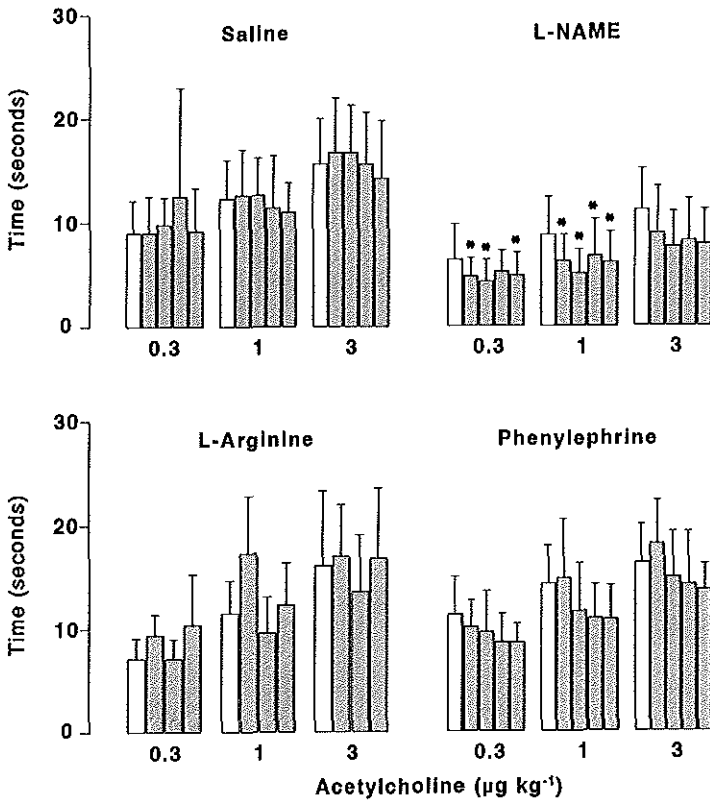 30
Saline
L-NAME
20
Time (seconds)
10
* * *
* * * *
0
0.3 1 3
0.3 1 3
30
L-Arginine
Phenylephrine
20
Time (seconds)
10
0
0.3 1 3
0.3 1 3
Acetylcholine (µg kg⁻¹)